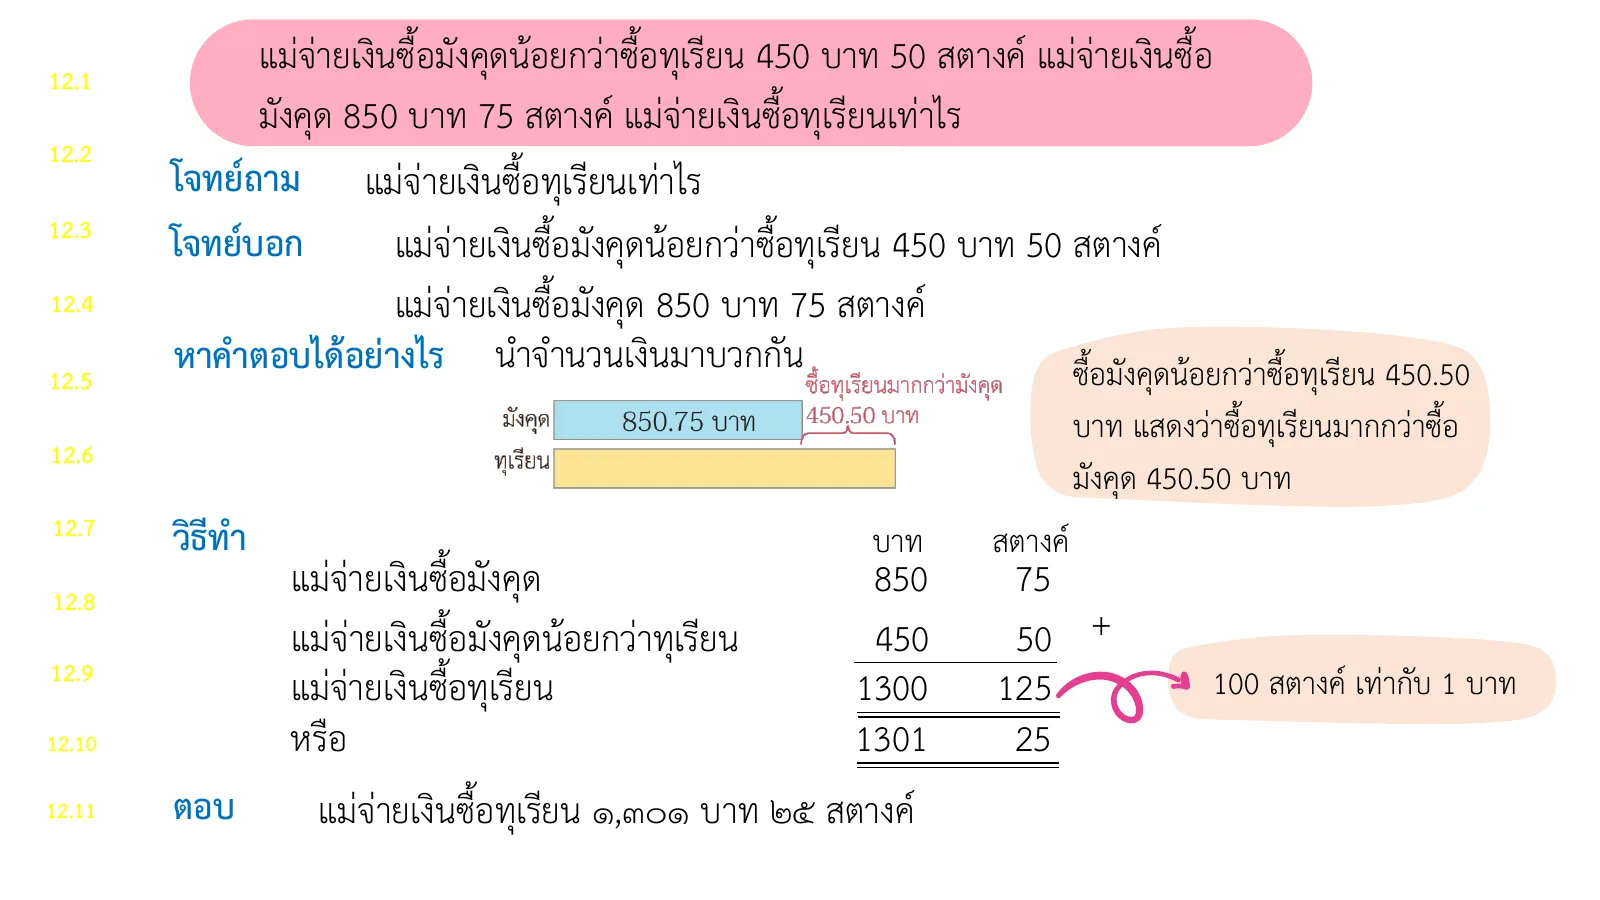 แม่จ่ายเงินซื้อมังคุดน้อยกว่าซื้อทุเรียน 450 บาท 50 สตางค์ แม่จ่ายเงินซื้อ
12.1
มังคุด 850 บาท 75 สตางค์ แม่จ่ายเงินซื้อทุเรียนเท่าไร
12.2
โจทย์ถาม แม่จ่ายเงินซื้อทุเรียนเท่าไร
12.3
โจทย์บอก แม่จ่ายเงินซื้อมังคุดน้อยกว่าซื้อทุเรียน 450 บาท 50 สตางค์
12.4
แม่จ่ายเงินซื้อมังคุด 850 บาท 75 สตางค์
หาคำตอบได้อย่างไร นำจำนวนเงินมาบวกกัน
12.5
ซื้อทุเรียนมากกว่ามังคุด
450.50 บาท
มังคุด 850.75 บาท
ทุเรียน
ซื้อมังคุดน้อยกว่าซื้อทุเรียน 450.50
บาท แสดงว่าซื้อทุเรียนมากกว่าซื้อ
มังคุด 450.50 บาท
12.6
12.7
วิธีทำ บาท สตางค์
แม่จ่ายเงินซื้อมังคุด 850 75
12.8
+
แม่จ่ายเงินซื้อมังคุดน้อยกว่าทุเรียน 450 50
12.9
แม่จ่ายเงินซื้อทุเรียน 1300 125 100 สตางค์ เท่ากับ 1 บาท
12.10
หรือ 1301 25
12.11
ตอบ แม่จ่ายเงินซื้อทุเรียน ๑,๓๐๑ บาท ๒๕ สตางค์